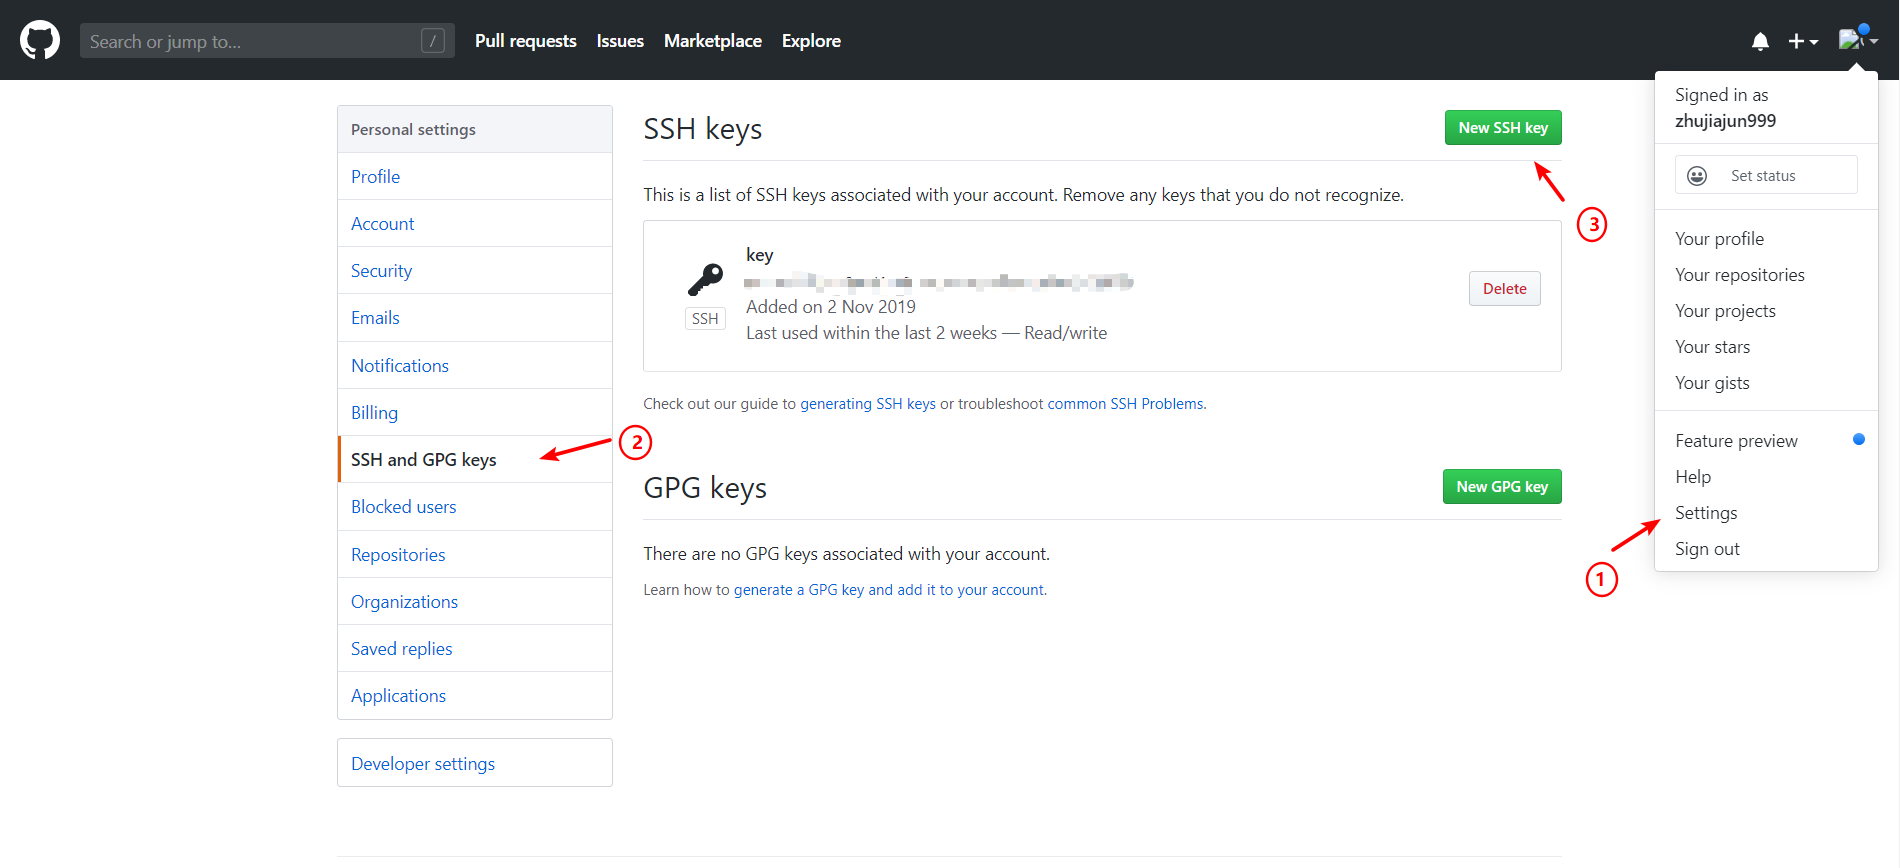 Search or jump to...
/
Pull requests
Issues
Marketplace
Explore
Signed in as
zhujiajun999
Set status
Your profile
Your repositories
Your projects
Your stars
Your gists
Feature preview
Help
Settings
Sign out
1
Personal settings
Profile
Account
Security
Emails
Notifications
Billing
SSH and GPG keys
Blocked users
Repositories
Organizations
Saved replies
Applications
Developer settings
2
SSH keys
New SSH key
3
This is a list of SSH keys associated with your account. Remove any keys that you do not recognize.
key
SSH
Added on 2 Nov 2019
Last used within the last 2 weeks — Read/write
Delete
Check out our guide to generating SSH keys or troubleshoot common SSH Problems.
GPG keys
New GPG key
There are no GPG keys associated with your account.
Learn how to generate a GPG key and add it to your account.